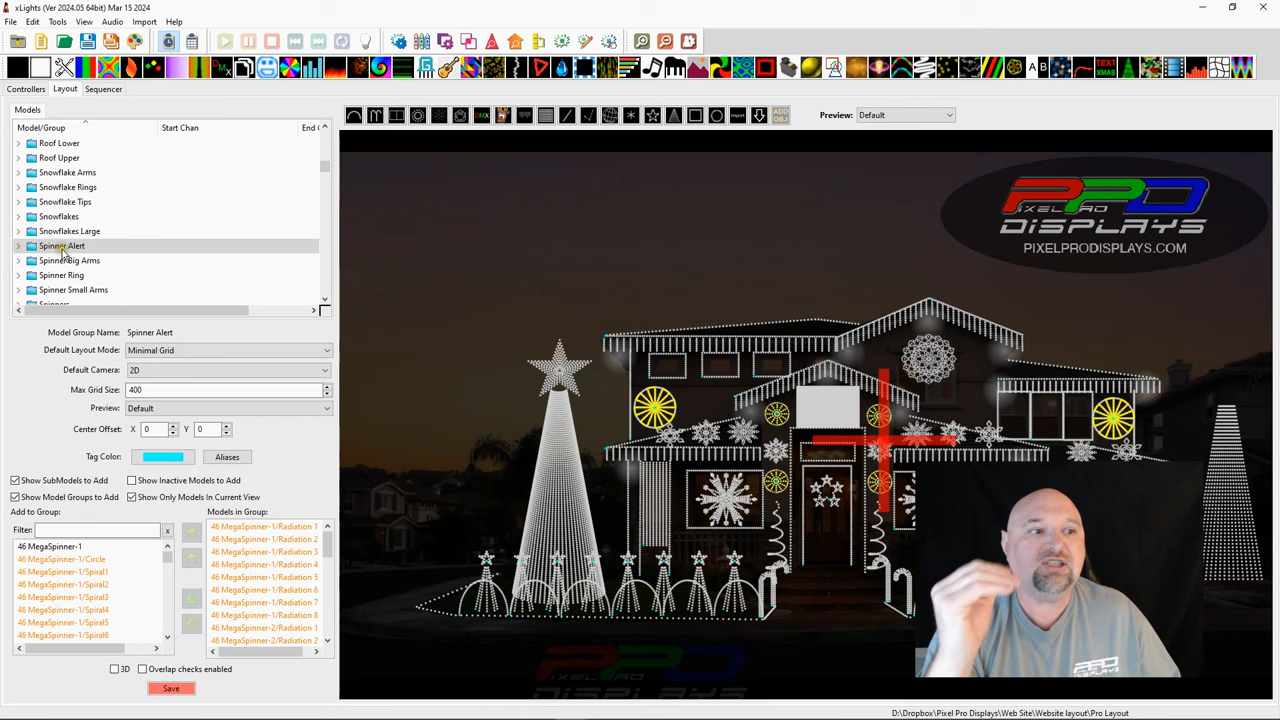 xLights (Ver 2024.05 64bit) Mar 15 2024
File Edit Tools View Audio Import Help
Controllers Layout Sequencer
Models
Preview: Default
Model/Group Start Chan End C
Roof Lower
Roof Upper
Snowflake Arms
Snowflake Rings
Snowflake Tips
Snowflakes
Snowflakes Large
Spinner Alert
Spinner Big Arms
Spinner Ring
Spinner Small Arms
Spinners
Model Group Name: Spinner Alert
Default Layout Mode: Minimal Grid
Default Camera: 2D
Max Grid Size: 400
Preview: Default
Center Offset: X 0 Y 0
Tag Color: Aliases
Show SubModels to Add Show Inactive Models to Add
Show Model Groups to Add Show Only Models In Current View
Add to Group: Models in Group:
Filter: x
46 MegaSpinner-1
46 MegaSpinner-1/Circle
46 MegaSpinner-1/Spiral1
46 MegaSpinner-1/Spiral2
46 MegaSpinner-1/Spiral3
46 MegaSpinner-1/Spiral4
46 MegaSpinner-1/Spiral5
46 MegaSpinner-1/Spiral6
46 MegaSpinner-1/Radiation 1
46 MegaSpinner-1/Radiation 2
46 MegaSpinner-1/Radiation 3
46 MegaSpinner-1/Radiation 4
46 MegaSpinner-1/Radiation 5
46 MegaSpinner-1/Radiation 6
46 MegaSpinner-1/Radiation 7
46 MegaSpinner-1/Radiation 8
46 MegaSpinner-2/Radiation 1
46 MegaSpinner-2/Radiation 2
3D Overlap checks enabled
Save
PPD
DISPLAYS
PIXELPRODISPLAYS.COM
PPD
DISPLAYS
D:\Dropbox\Pixel Pro Displays\Web Site\Website layout\Pro Layout